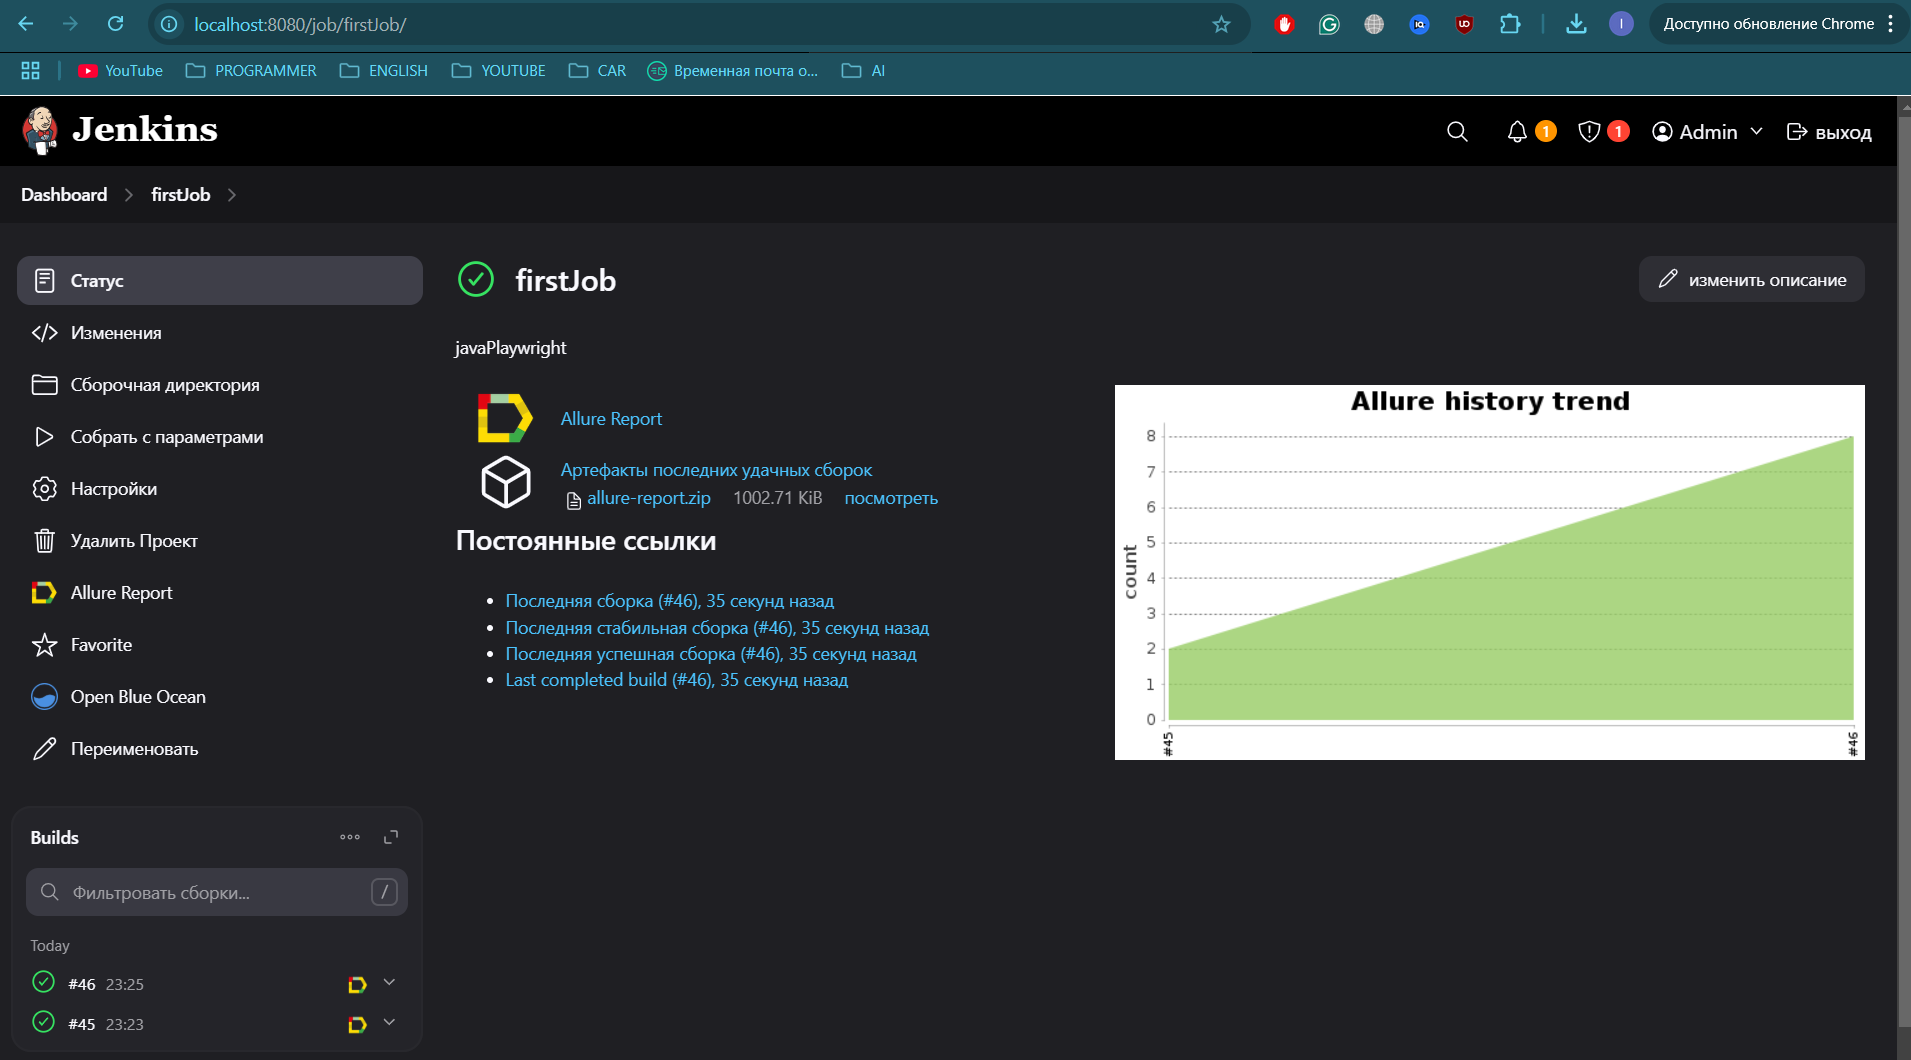 localhost:8080/job/firstJob/
Доступно обновление Chrome
YouTube PROGRAMMER ENGLISH YOUTUBE CAR Временная почта о... AI
Jenkins
1 1 Admin выход
Dashboard firstJob
Статус
Изменения
Сборочная директория
Собрать с параметрами
Настройки
Удалить Проект
Allure Report
Favorite
Open Blue Ocean
Переименовать
Builds
Фильтровать сборки... /
Today
#46 23:25
#45 23:23
firstJob
изменить описание
javaPlaywright
Allure Report
Артефакты последних удачных сборок
allure-report.zip 1002.71 KiB посмотреть
Постоянные ссылки
Последняя сборка (#46), 35 секунд назад
Последняя стабильная сборка (#46), 35 секунд назад
Последняя успешная сборка (#46), 35 секунд назад
Last completed build (#46), 35 секунд назад
Allure history trend
count
8
7
6
5
4
3
2
1
0
#45 #46